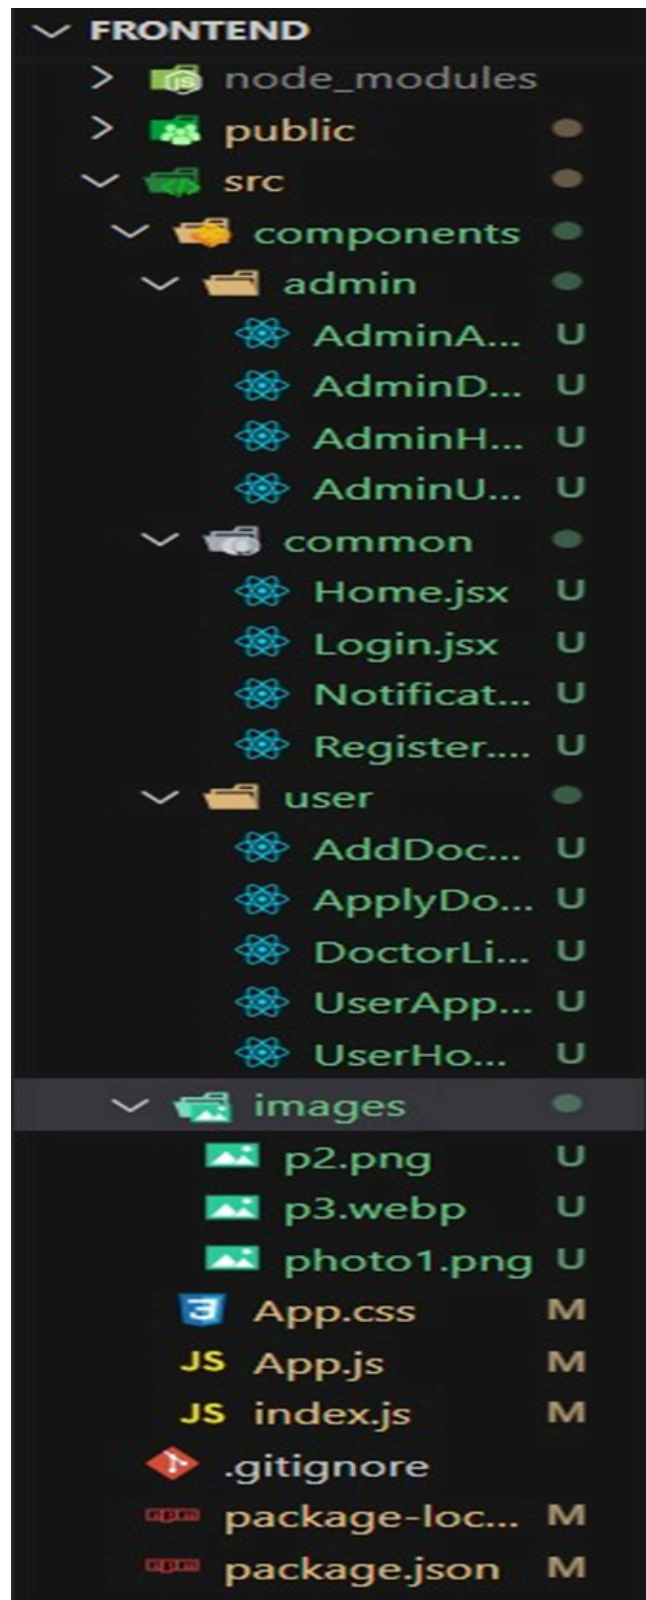 FRONTEND
node_modules
public
src
components
admin
AdminA... U
AdminD... U
AdminH... U
AdminU... U
common
Home.jsx U
Login.jsx U
Notificat... U
Register.... U
user
AddDoc... U
ApplyDo... U
DoctorLi... U
UserApp... U
UserHo... U
images
p2.png U
p3.webp U
photo1.png U
App.css M
JS App.js M
JS index.js M
.gitignore
package-loc... M
package.json M